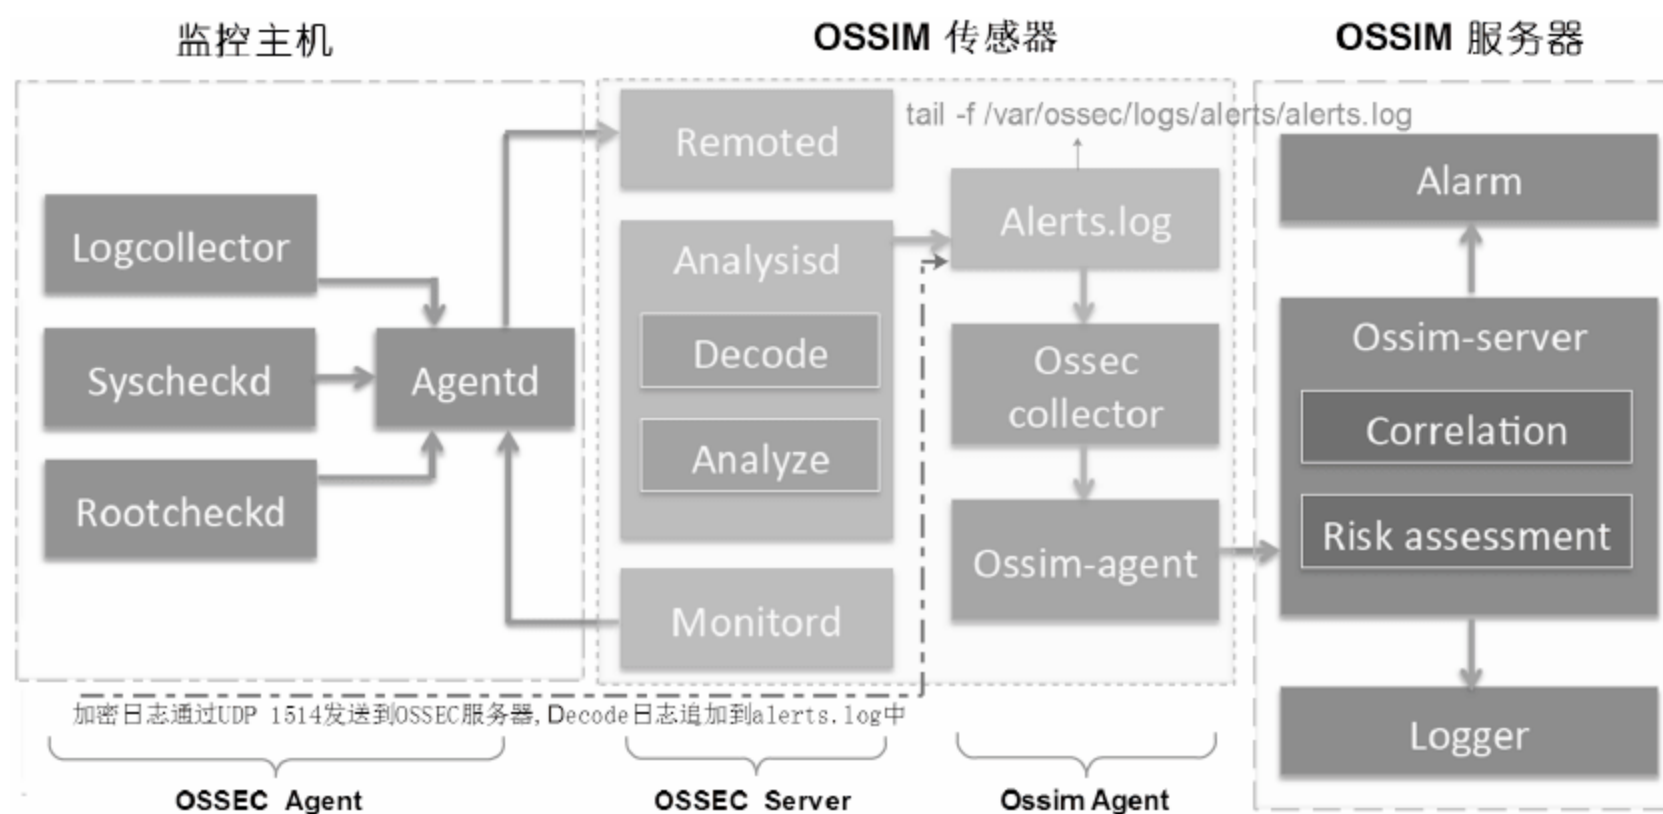 监控主机
OSSIM 传感器
OSSIM 服务器
Logcollector
Syscheckd
Rootcheckd
Agentd
Remoted
Analysisd
Decode
Analyze
Monitord
tail -f /var/ossec/logs/alerts/alerts.log
Alerts.log
Ossec
collector
Ossim-agent
Alarm
Ossim-server
Correlation
Risk assessment
Logger
加密日志通过UDP 1514发送到OSSEC服务器,Decode日志追加到alerts.log中
OSSEC Agent
OSSEC Server
Ossim Agent